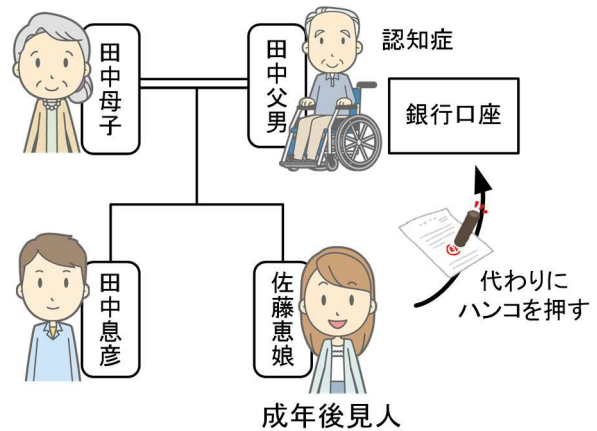 田中母子
田中父男
認知症
銀行口座
田中息彦
佐藤恵娘
代わりに
ハンコを押す
成年後見人